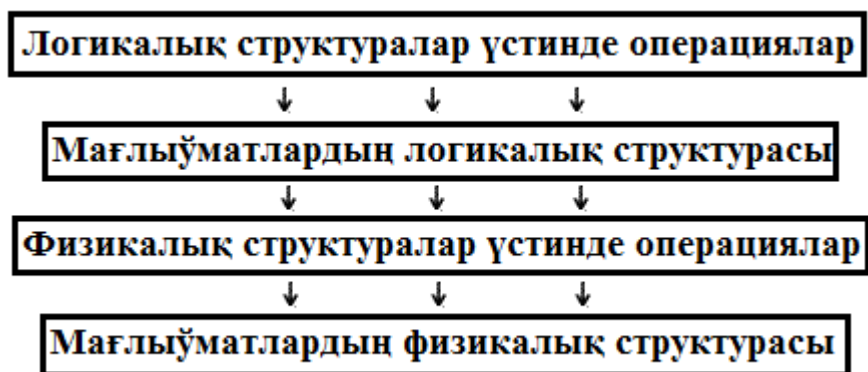 Логикалық структуралар үстинде операциялар
Мағлыўматлардың логикалық структурасы
Физикалық структуралар үстинде операциялар
Мағлыўматлардың физикалық структурасы